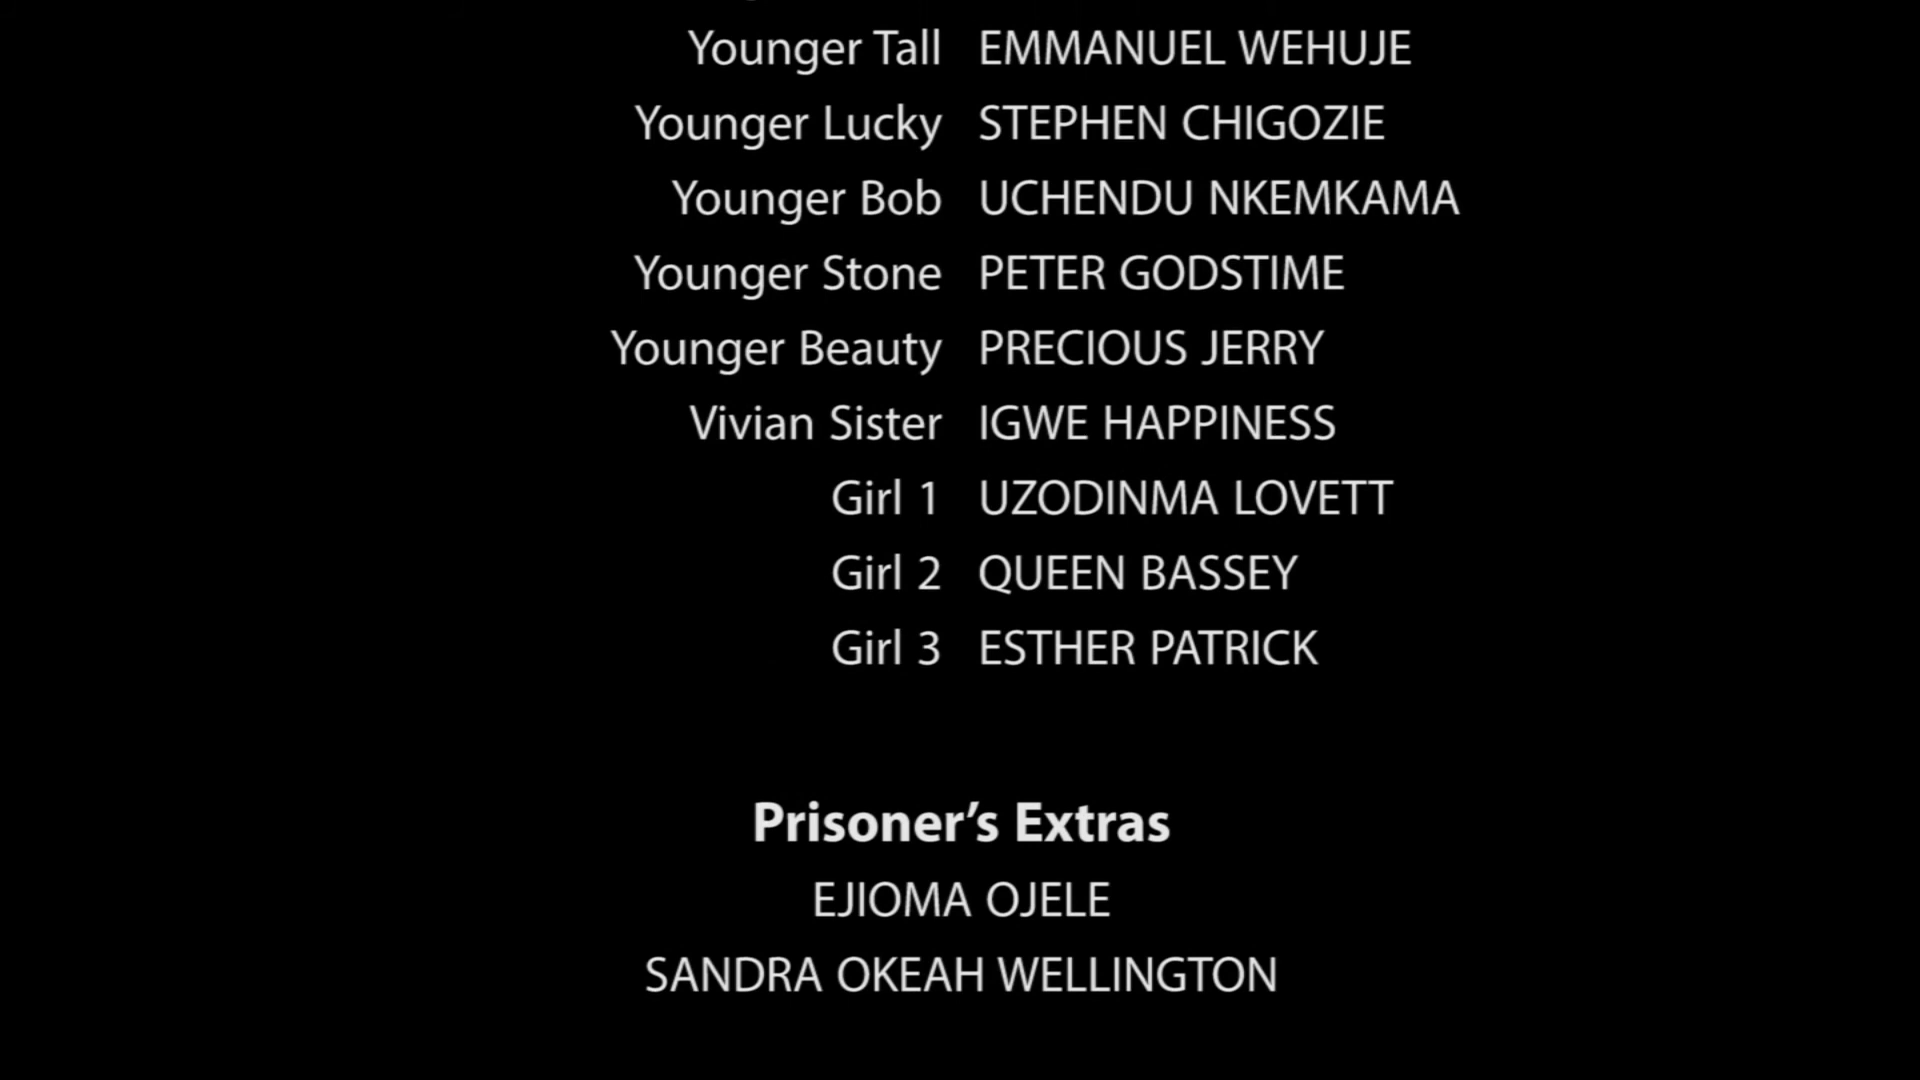 Younger Tall EMMANUEL WEHUJE
Younger Lucky STEPHEN CHIGOZIE
Younger Bob UCHENDU NKEMKAMA
Younger Stone PETER GODSTIME
Younger Beauty PRECIOUS JERRY
Vivian Sister IGWE HAPPINESS
Girl 1 UZODINMA LOVETT
Girl 2 QUEEN BASSEY
Girl 3 ESTHER PATRICK
Prisoner’s Extras
EJIOMA OJELE
SANDRA OKEAH WELLINGTON